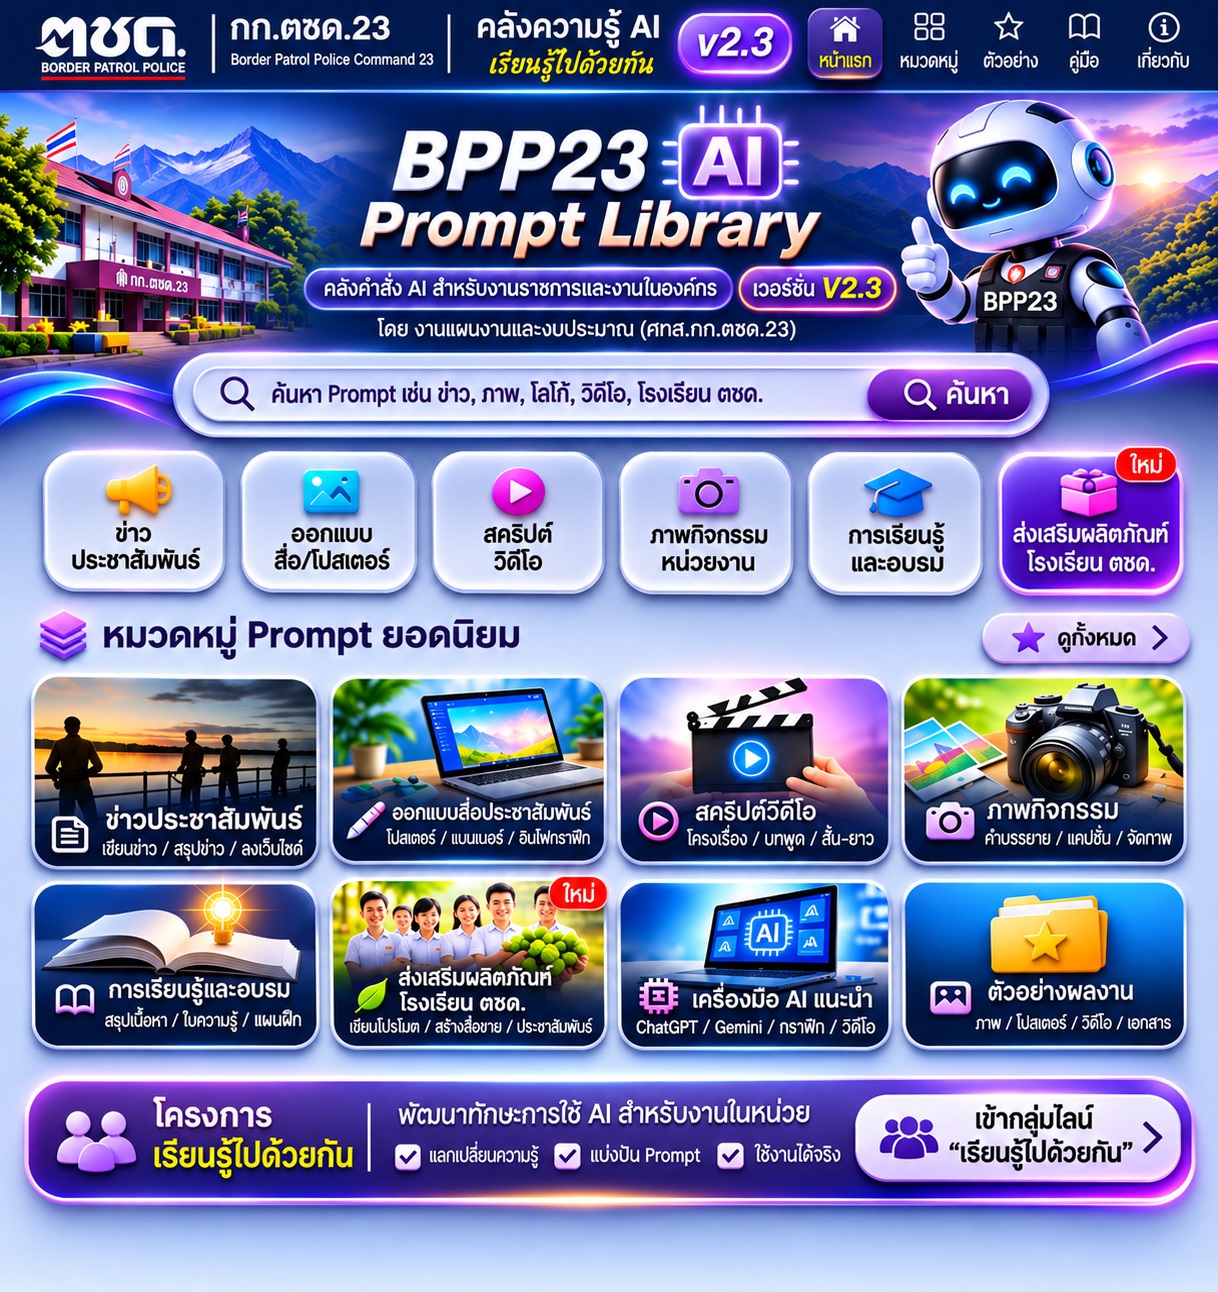 ตชด.
BORDER PATROL POLICE
กก.ตชด.23
Border Patrol Police Command 23
คลังความรู้ AI
เรียนรู้ไปด้วยกัน
v2.3
หน้าแรก
หมวดหมู่
ตัวอย่าง
คู่มือ
เกี่ยวกับ
BPP23 AI
Prompt Library
กก.ตชด.23
BPP23
คลังคำสั่ง AI สำหรับงานราชการและงานในองค์กร
เวอร์ชั่น V2.3
โดย งานแผนงานและงบประมาณ (ศทส.กก.ตชด.23)
ค้นหา Prompt เช่น ข่าว, ภาพ, โลโก้, วิดีโอ, โรงเรียน ตชด.
ค้นหา
ข่าว
ประชาสัมพันธ์
ออกแบบ
สื่อ/โปสเตอร์
สคริปต์
วิดีโอ
ภาพกิจกรรม
หน่วยงาน
การเรียนรู้
และอบรม
ใหม่
ส่งเสริมผลิตภัณฑ์
โรงเรียน ตชด.
หมวดหมู่ Prompt ยอดนิยม
ดูทั้งหมด
ข่าวประชาสัมพันธ์
เขียนข่าว / สรุปข่าว / ลงเว็บไซต์
ออกแบบสื่อประชาสัมพันธ์
โปสเตอร์ / แบนเนอร์ / อินโฟกราฟิก
สคริปต์วิดีโอ
โครงเรื่อง / บทพูด / สั้น-ยาว
ภาพกิจกรรม
คำบรรยาย / แคปชั่น / จัดภาพ
การเรียนรู้และอบรม
สรุปเนื้อหา / ใบความรู้ / แผนฝึก
ใหม่
ส่งเสริมผลิตภัณฑ์
โรงเรียน ตชด.
เขียนโปรโมต / สร้างสื่อขาย / ประชาสัมพันธ์
AI
เครื่องมือ AI แนะนำ
ChatGPT / Gemini / กราฟิก / วิดีโอ
ตัวอย่างผลงาน
ภาพ / โปสเตอร์ / วิดีโอ / เอกสาร
โครงการ
เรียนรู้ไปด้วยกัน
พัฒนาทักษะการใช้ AI สำหรับงานในหน่วย
แลกเปลี่ยนความรู้
แบ่งปัน Prompt
ใช้งานได้จริง
เข้ากลุ่มไลน์
“เรียนรู้ไปด้วยกัน”